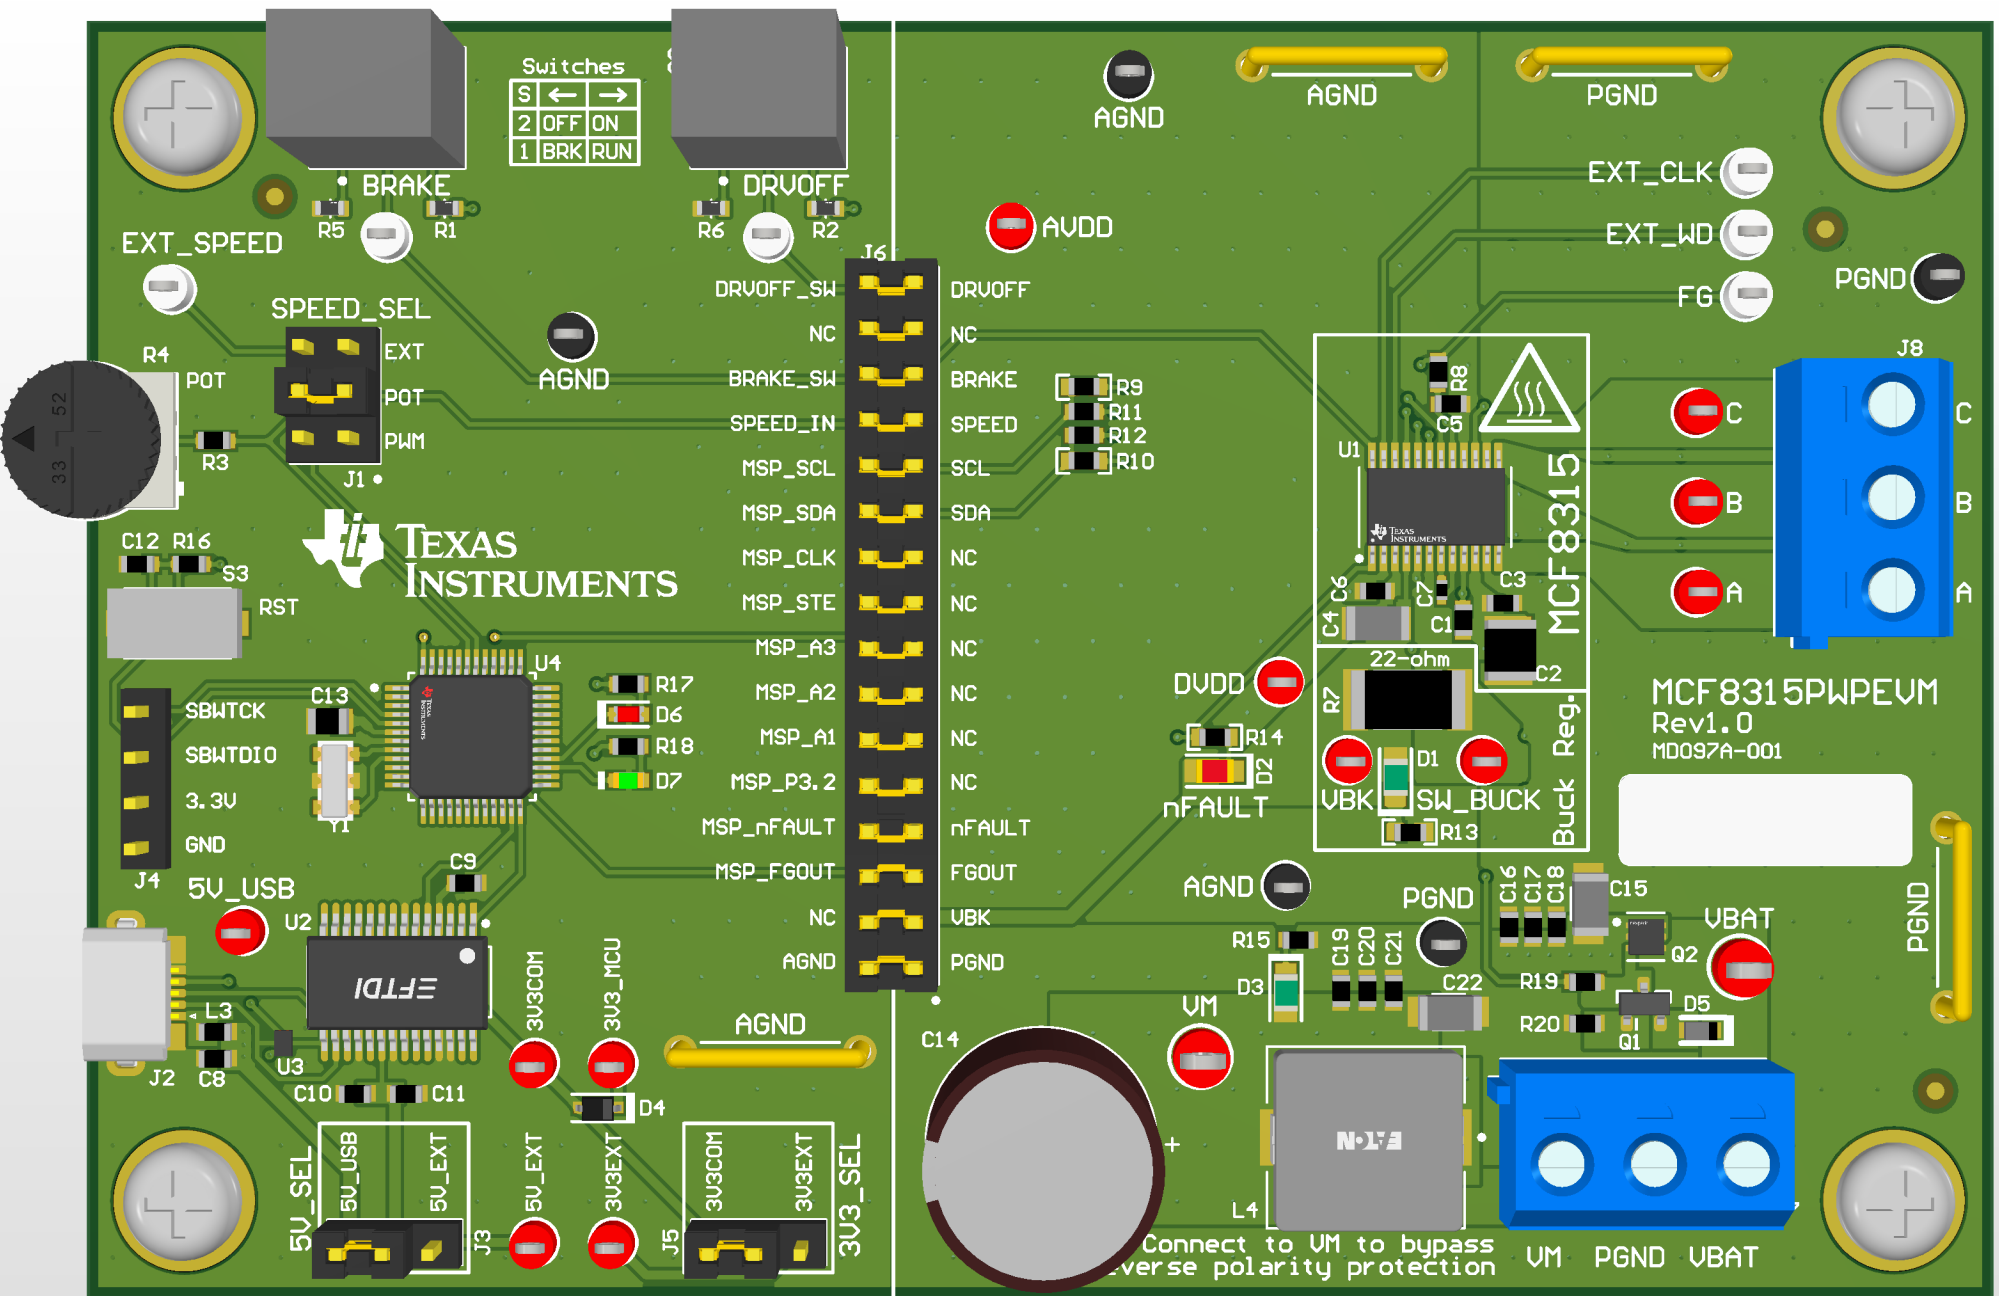 Switches
S ← →
2 OFF ON
1 BRK RUN
BRAKE
R5
R1
DRVOFF
R6
R2
AGND
AGND
PGND
EXT_CLK
EXT_WD
FG
PGND
AVDD
EXT_SPEED
SPEED_SEL
EXT
POT
PWM
J1
R4
POT
R3
52
33
AGND
J6
DRVOFF_SW DRVOFF
NC NC
BRAKE_SW BRAKE
SPEED_IN SPEED
MSP_SCL SCL
MSP_SDA SDA
MSP_CLK NC
MSP_STE NC
MSP_A3 NC
MSP_A2 NC
MSP_A1 NC
MSP_P3.2 NC
MSP_nFAULT nFAULT
MSP_FGOUT FGOUT
NC VBK
AGND PGND
R9
R11
R12
R10
R8
C5
U1
TEXAS
INSTRUMENTS
MCF8315
C6
C4
C7
C1
C3
C2
J8
C C
B B
A A
TEXAS
INSTRUMENTS
C12 R16
S3
RST
U4
TEXAS
INSTRUMENTS
R17
D6
R18
D7
C13
Y1
SBWTCK
SBWTDIO
3.3V
GND
J4
22-ohm
R7
DVDD
R14
D2
nFAULT
VBK
D1
SW_BUCK
R13
Buck Reg.
MCF8315PWPEVM
Rev1.0
MD097A-001
5V_USB
C9
U2
FTDI
L3
C8
U3
J2
C10
C11
3V3COM
3V3_MCU
D4
AGND
5V_SEL
5V_USB
5V_EXT
J3
5V_EXT
3V3EXT
J5
3V3COM
3V3EXT
3V3_SEL
AGND
PGND
R15
D3
C19
C20
C21
C22
VM
C14
+
C16
C17
C18
C15
Q2
VBAT
R19
R20
Q1
D5
PGND
EATON
L4
Connect to VM to bypass
everse polarity protection
VM PGND VBAT